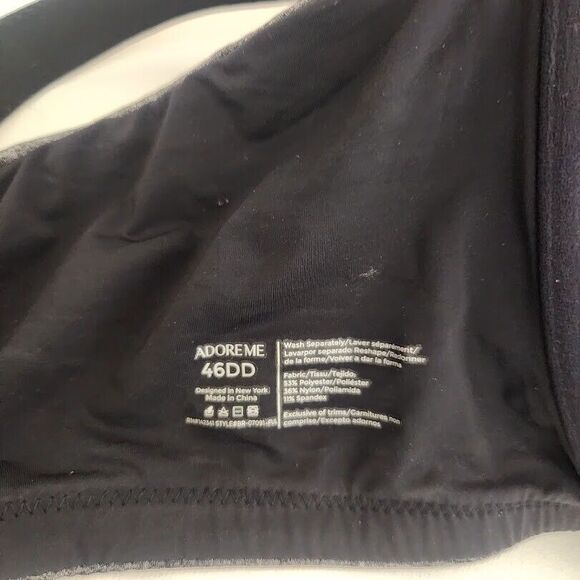 ADOREME
46DD
Designed in New York
Made in China
Wash Separately/Laver séparément/
Lavarpor separado Reshape/Redonner
de la forme/Volver a dar la forma
Fabric/Tissu/Tejido:
53% Polyester/Poliéster
36% Nylon/Poliamida
11% Spandex
Exclusive of trims/Garnitures non
comprise/Excepto adornos